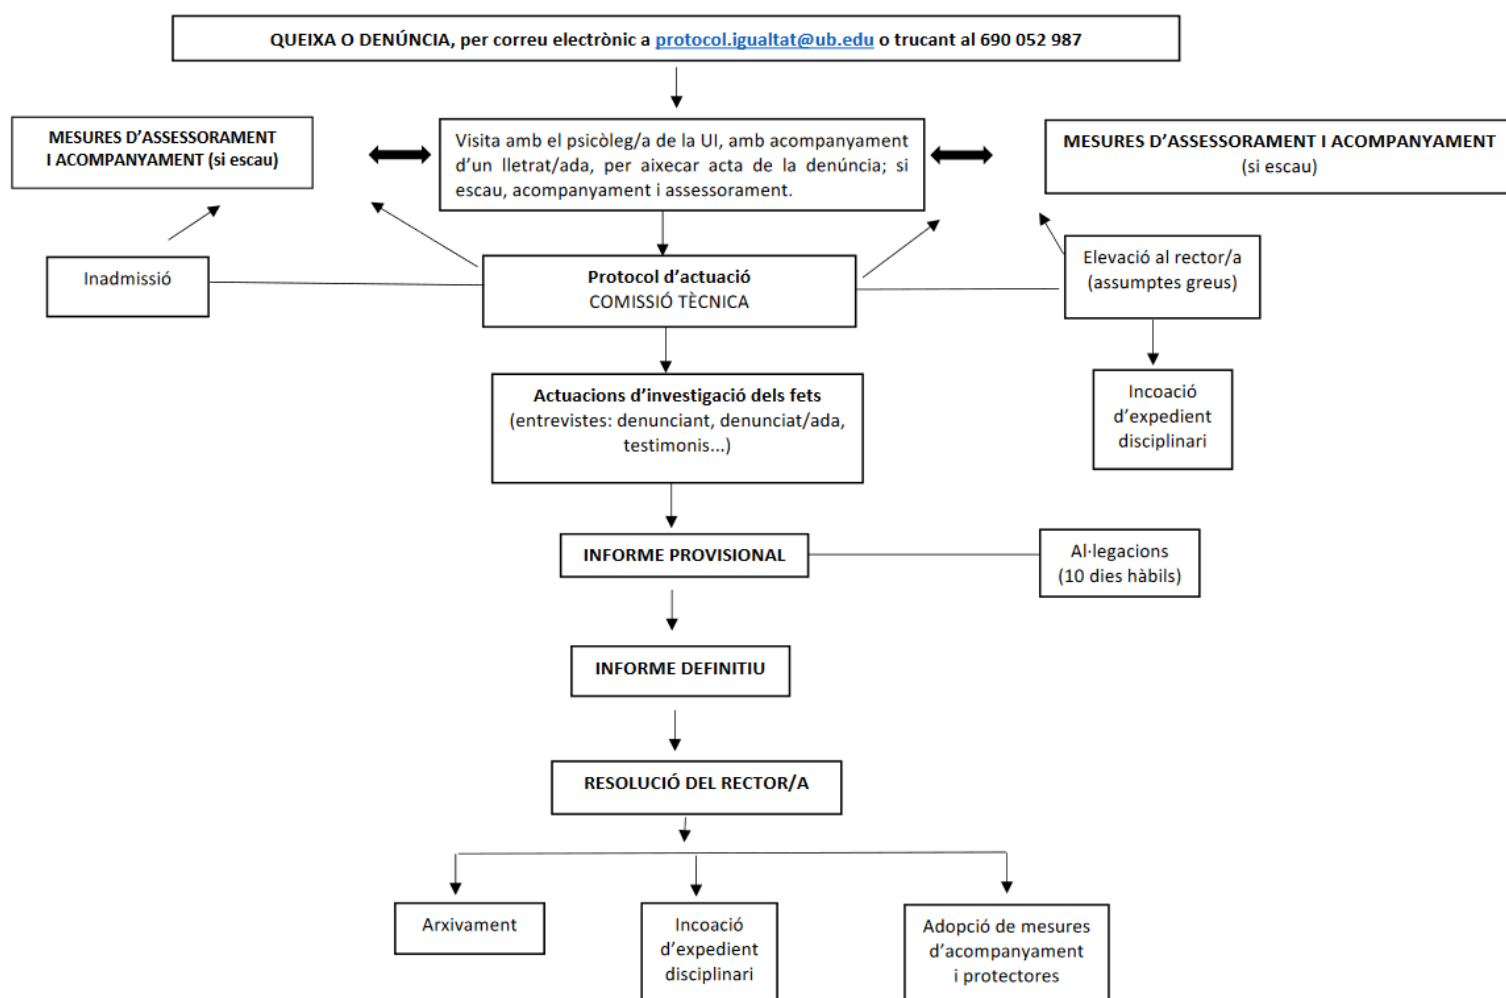 QUEIXA O DENÚNCIA, per correu electrònic a protocol.igualtat@ub.edu o trucant al 690 052 987
MESURES D’ASSESSORAMENT
I ACOMPANYAMENT (si escau)
Visita amb el psicòleg/a de la UI, amb acompanyament
d’un lletrat/ada, per aixecar acta de la denúncia; si
escau, acompanyament i assessorament.
MESURES D’ASSESSORAMENT I ACOMPANYAMENT
(si escau)
Inadmissió
Protocol d’actuació
COMISSIÓ TÈCNICA
Elevació al rector/a
(assumptes greus)
Actuacions d’investigació dels fets
(entrevistes: denunciant, denunciat/ada,
testimonis...)
Incoació
d’expedient
disciplinari
INFORME PROVISIONAL
Al·legacions
(10 dies hàbils)
INFORME DEFINITIU
RESOLUCIÓ DEL RECTOR/A
Arxivament
Incoació
d’expedient
disciplinari
Adopció de mesures
d’acompanyament
i protectores